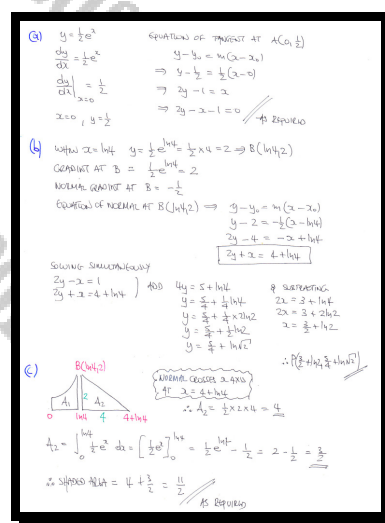 (a) y = ½e^x
dy/dx = ½e^x
dy/dx |x=0 = ½
x=0, y=½
EQUATION OF TANGENT AT A(0,½)
y-y₀ = m(x-x₀)
⇒ y-½ = ½(x-0)
⇒ 2y-1 = x
⇒ 2y-x-1=0
AS REQUIRED
(b) WHEN x=ln4 y=½e^ln4 = ½×4 = 2 ⇒ B(ln4,2)
GRADIENT AT B = ½e^ln4 = 2
NORMAL GRADIENT AT B = -½
EQUATION OF NORMAL AT B(ln4,2) ⇒ y-y₀ = m(x-x₀)
y-2 = -½(x-ln4)
2y-4 = -x+ln4
2y+x = 4+ln4
SOLVING SIMULTANEOUSLY
2y-x=1
2y+x=4+ln4
ADD 4y = 5+ln4
y = 5/4 + ¼ln4
y = 5/4 + ¼×2ln2
y = 5/4 + ½ln2
y = 5/4 + ln√2
& SUBTRACTING
2x = 3+ln4
2x = 3+2ln2
x = 3/2 + ln2
∴ P(3/2+ln2, 5/4+ln√2)
(c) B(ln4,2)
A₁ 2 A₂
0 ln4 4 4+ln4
NORMAL CROSSES x AXIS
AT x=4+ln4
∴ A₂ = ½×2×4 = 4
A₂ = ∫₀^ln4 ½e^x dx = [½e^x]₀^ln4 = ½e^ln4 - ½ = 2-½ = 3/2
∴ SHADED AREA = 4+3/2 = 11/2
AS REQUIRED